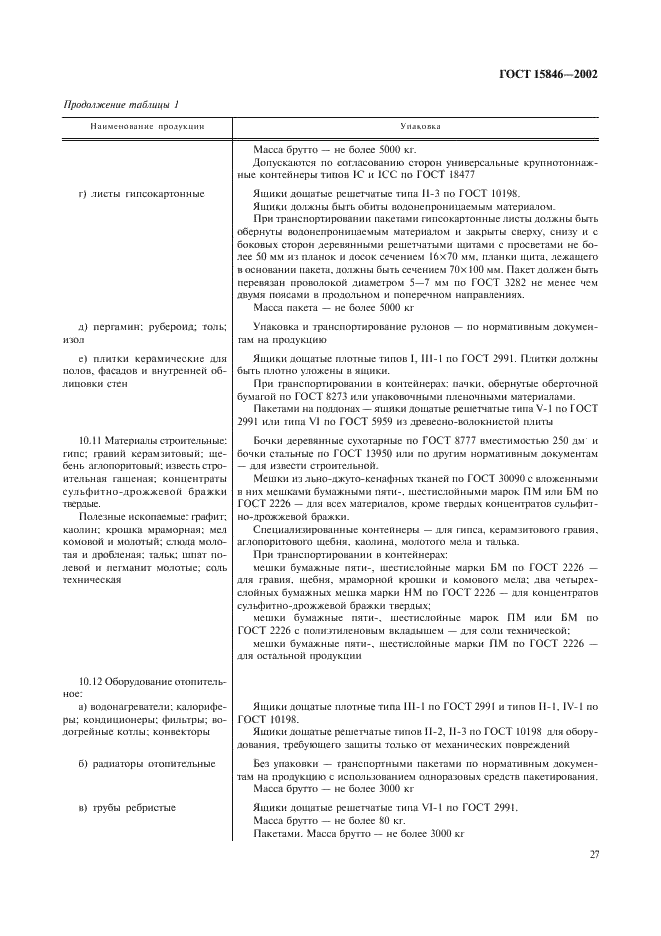 ГОСТ 15846—2002
Продолжение таблицы 1
Наименование продукции
Упаковка
Масса брутто — не более 5000 кг.
Допускаются по согласованию сторон универсальные крупнотоннаж-
ные контейнеры типов IC и ICC по ГОСТ 18477
г) листы гипсокартонные
Ящики дощатые решетчатые типа II-3 по ГОСТ 10198.
Ящики должны быть обиты водонепроницаемым материалом.
При транспортировании пакетами гипсокартонные листы должны быть
обернуты водонепроницаемым материалом и закрыты сверху, снизу и с
боковых сторон деревянными решетчатыми щитами с просветами не бо-
лее 50 мм из планок и досок сечением 16×70 мм, планки щита, лежащего
в основании пакета, должны быть сечением 70×100 мм. Пакет должен быть
перевязан проволокой диаметром 5—7 мм по ГОСТ 3282 не менее чем
двумя поясами в продольном и поперечном направлениях.
Масса пакета — не более 5000 кг
д) пергамин; рубероид; толь;
изол
Упаковка и транспортирование рулонов — по нормативным докумен-
там на продукцию
е) плитки керамические для
полов, фасадов и внутренней об-
лицовки стен
Ящики дощатые плотные типов I, III-1 по ГОСТ 2991. Плитки должны
быть плотно уложены в ящики.
При транспортировании в контейнерах: пачки, обернутые оберточной
бумагой по ГОСТ 8273 или упаковочными пленочными материалами.
Пакетами на поддонах — ящики дощатые решетчатые типа V-1 по ГОСТ
2991 или типа VI по ГОСТ 5959 из древесно-волокнистой плиты
10.11 Материалы строительные:
гипс; гравий керамзитовый; ще-
бень аглопоритовый; известь стро-
ительная гашеная; концентраты
сульфитно-дрожжевой бражки
твердые.
Полезные ископаемые: графит;
каолин; крошка мраморная; мел
комовой и молотый; слюда моло-
тая и дробленая; тальк; шпат по-
левой и пегманит молотые; соль
техническая
Бочки деревянные сухотарные по ГОСТ 8777 вместимостью 250 дм³ и
бочки стальные по ГОСТ 13950 или по другим нормативным документам
— для извести строительной.
Мешки из льно-джуто-кенафных тканей по ГОСТ 30090 с вложенными
в них мешками бумажными пяти-, шестислойными марок ПМ или БМ по
ГОСТ 2226 — для всех материалов, кроме твердых концентратов сульфит-
но-дрожжевой бражки.
Специализированные контейнеры — для гипса, керамзитового гравия,
аглопоритового щебня, каолина, молотого мела и талька.
При транспортировании в контейнерах:
мешки бумажные пяти-, шестислойные марки БМ по ГОСТ 2226 —
для гравия, щебня, мраморной крошки и комового мела; два четырех-
слойных бумажных мешка марки НМ по ГОСТ 2226 — для концентратов
сульфитно-дрожжевой бражки твердых;
мешки бумажные пяти-, шестислойные марок ПМ или БМ по
ГОСТ 2226 с полиэтиленовым вкладышем — для соли технической;
мешки бумажные пяти-, шестислойные марки ПМ по ГОСТ 2226 —
для остальной продукции
10.12 Оборудование отопитель-
ное:
а) водонагреватели; калорифе-
ры; кондиционеры; фильтры; во-
догрейные котлы; конвекторы
Ящики дощатые плотные типа III-1 по ГОСТ 2991 и типов II-1, IV-1 по
ГОСТ 10198.
Ящики дощатые решетчатые типов II-2, II-3 по ГОСТ 10198 для обору-
дования, требующего защиты только от механических повреждений
б) радиаторы отопительные
Без упаковки — транспортными пакетами по нормативным докумен-
там на продукцию с использованием одноразовых средств пакетирования.
Масса брутто — не более 3000 кг
в) трубы ребристые
Ящики дощатые решетчатые типа VI-1 по ГОСТ 2991.
Масса брутто — не более 80 кг.
Пакетами. Масса брутто — не более 3000 кг
27